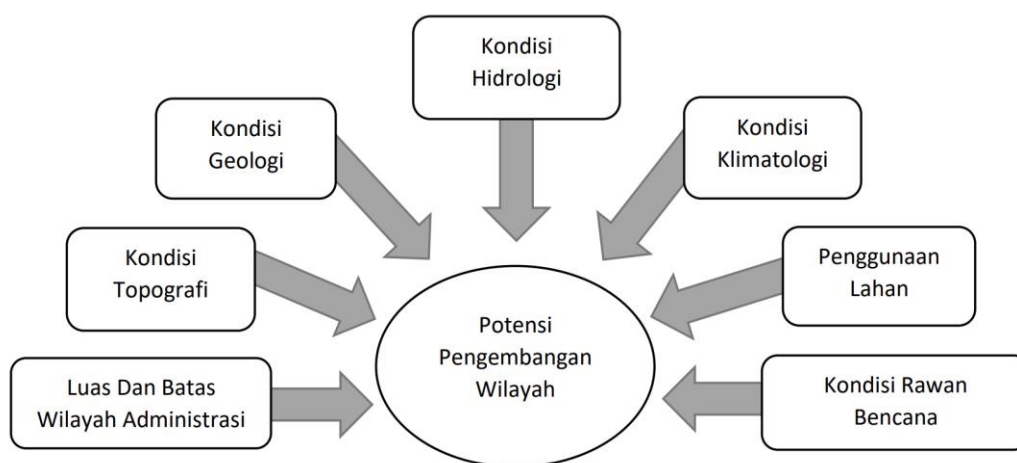 Kondisi
Hidrologi
Kondisi
Geologi
Kondisi
Klimatologi
Kondisi
Topografi
Penggunaan
Lahan
Potensi
Pengembangan
Wilayah
Luas Dan Batas
Wilayah Administrasi
Kondisi Rawan
Bencana